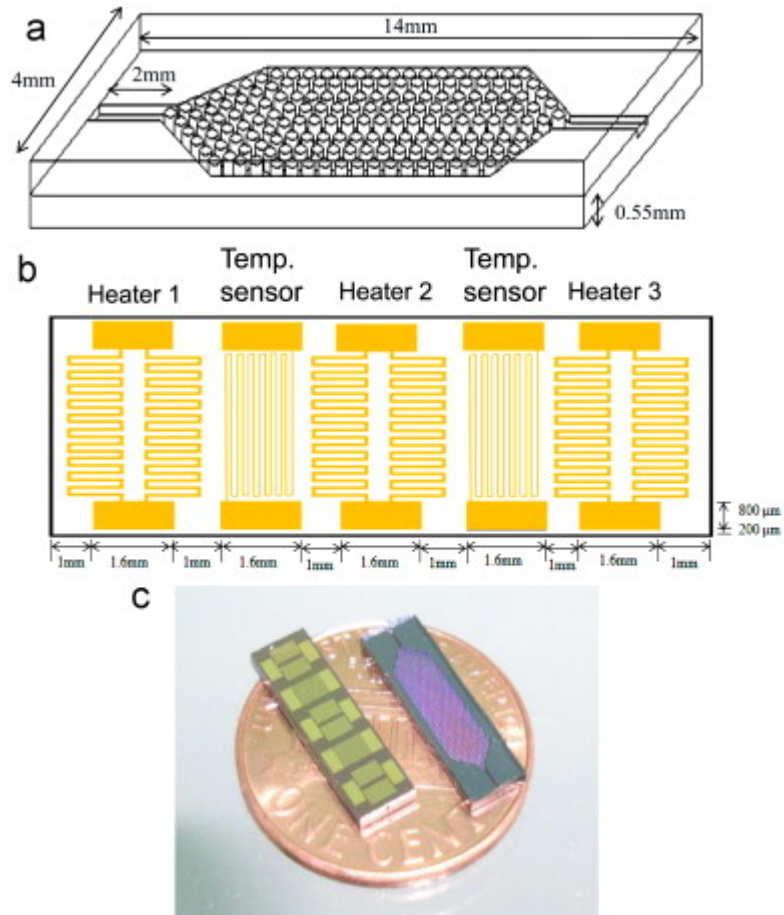 a
14mm
4mm
2mm
0.55mm
b
Temp. sensor
Temp. sensor
Heater 1
Heater 2
Heater 3
800 μm
200 μm
1mm
1.6mm
1mm
1.6mm
1mm
1.6mm
1mm
1.6mm
1mm
1.6mm
1mm
c
ONE CENT